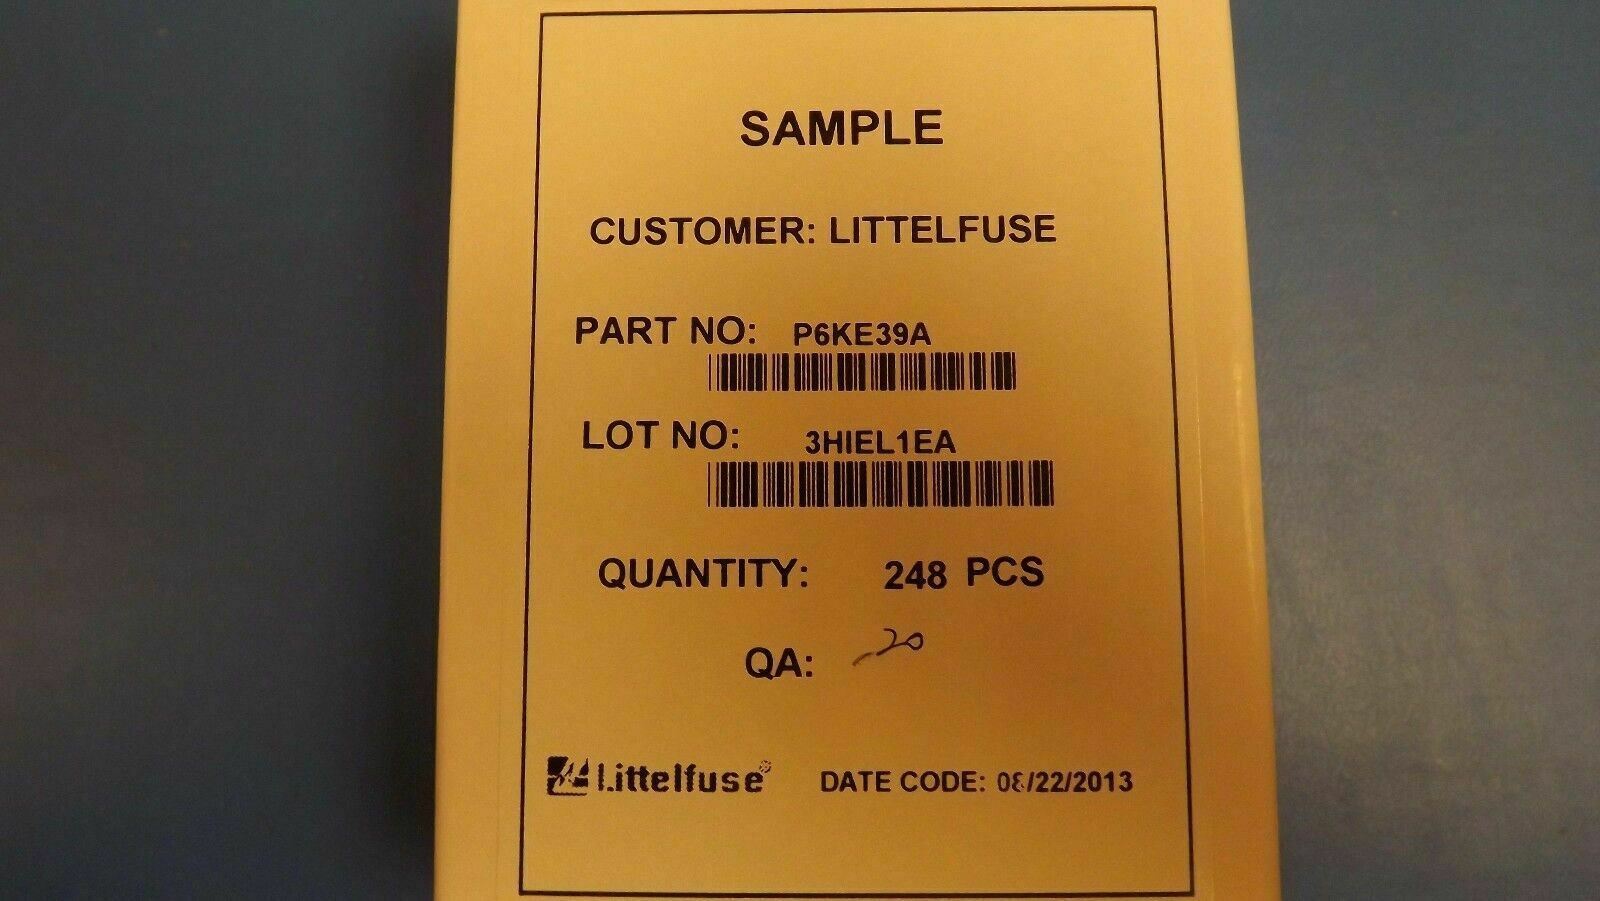 SAMPLE
CUSTOMER: LITTELFUSE
PART NO: P6KE39A
LOT NO: 3HIEL1EA
QUANTITY: 248 PCS
QA: 20
Littelfuse® DATE CODE: 08/22/2013